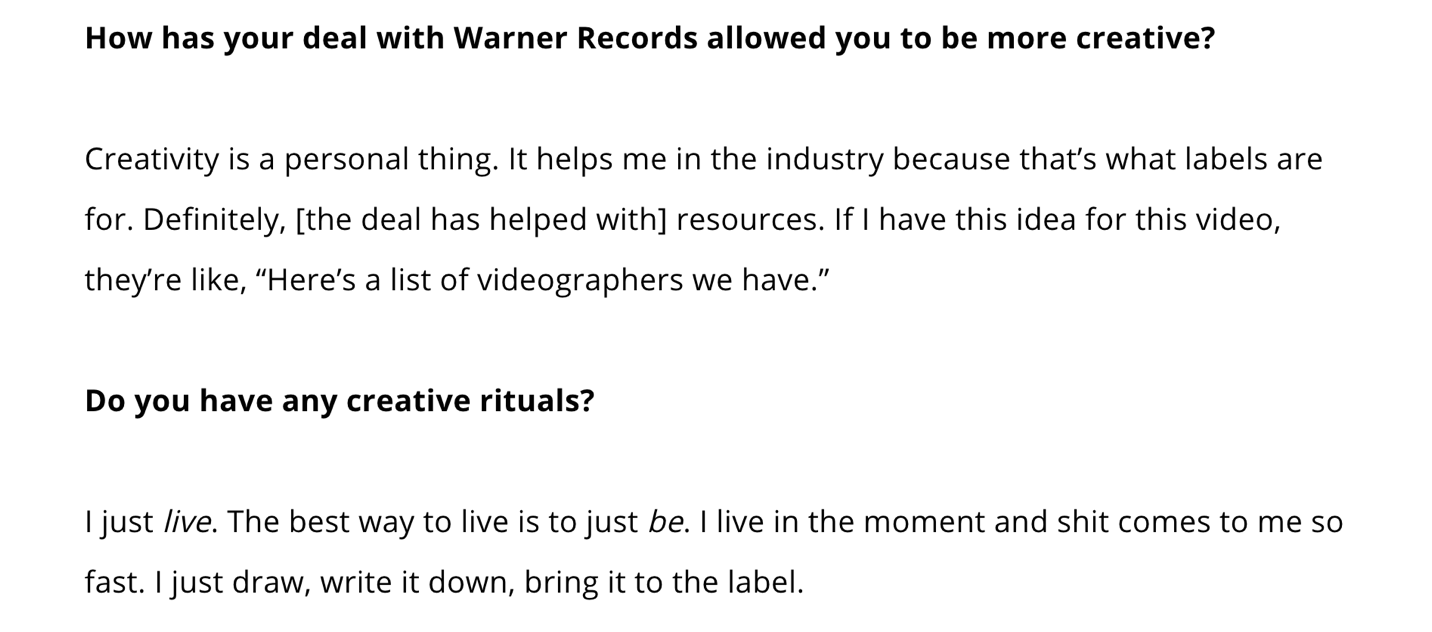 How has your deal with Warner Records allowed you to be more creative?
Creativity is a personal thing. It helps me in the industry because that’s what labels are
for. Definitely, [the deal has helped with] resources. If I have this idea for this video,
they’re like, “Here’s a list of videographers we have.”
Do you have any creative rituals?
I just live. The best way to live is to just be. I live in the moment and shit comes to me so
fast. I just draw, write it down, bring it to the label.